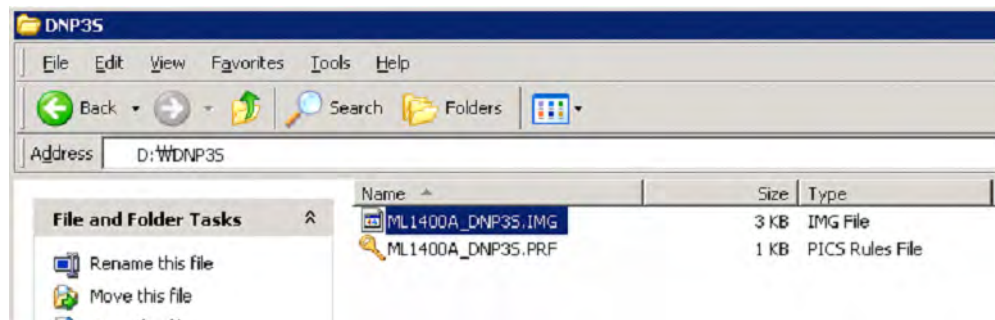 DNP3S
File Edit View Favorites Tools Help
Back Search Folders
Address D:₩DNP3S
Name Size Type
File and Folder Tasks
ML1400A_DNP3S.IMG 3 KB IMG File
ML1400A_DNP3S.PRF 1 KB PICS Rules File
Rename this file
Move this file